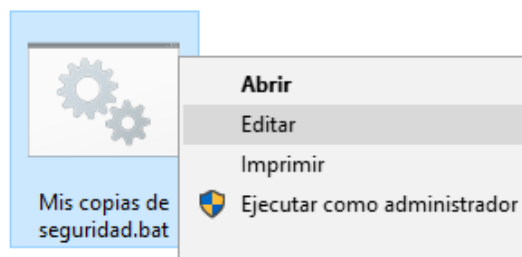 Abrir
Editar
Imprimir
Ejecutar como administrador
Mis copias de
seguridad.bat